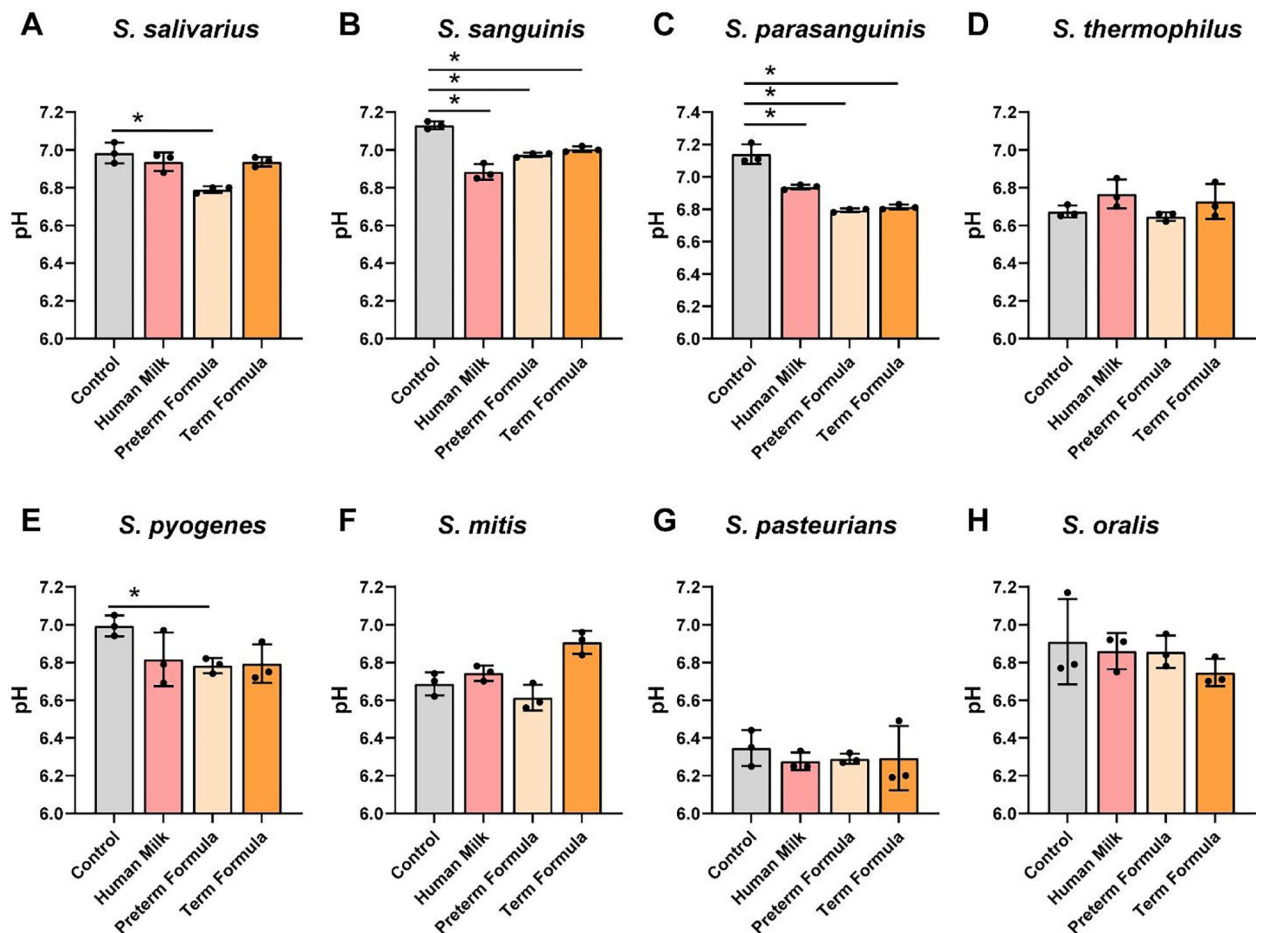 A S. salivarius
*
pH
7.2
7.0
6.8
6.6
6.4
6.2
6.0
Control
Human Milk
Preterm Formula
Term Formula
B S. sanguinis
*
*
*
pH
7.2
7.0
6.8
6.6
6.4
6.2
6.0
Control
Human Milk
Preterm Formula
Term Formula
C S. parasanguinis
*
*
*
pH
7.4
7.2
7.0
6.8
6.6
6.4
6.2
6.0
Control
Human Milk
Preterm Formula
Term Formula
D S. thermophilus
pH
7.2
7.0
6.8
6.6
6.4
6.2
6.0
Control
Human Milk
Preterm Formula
Term Formula
E S. pyogenes
*
pH
7.2
7.0
6.8
6.6
6.4
6.2
6.0
Control
Human Milk
Preterm Formula
Term Formula
F S. mitis
pH
7.2
7.0
6.8
6.6
6.4
6.2
6.0
Control
Human Milk
Preterm Formula
Term Formula
G S. pasteurians
pH
7.2
7.0
6.8
6.6
6.4
6.2
6.0
Control
Human Milk
Preterm Formula
Term Formula
H S. oralis
pH
7.2
7.0
6.8
6.6
6.4
6.2
6.0
Control
Human Milk
Preterm Formula
Term Formula